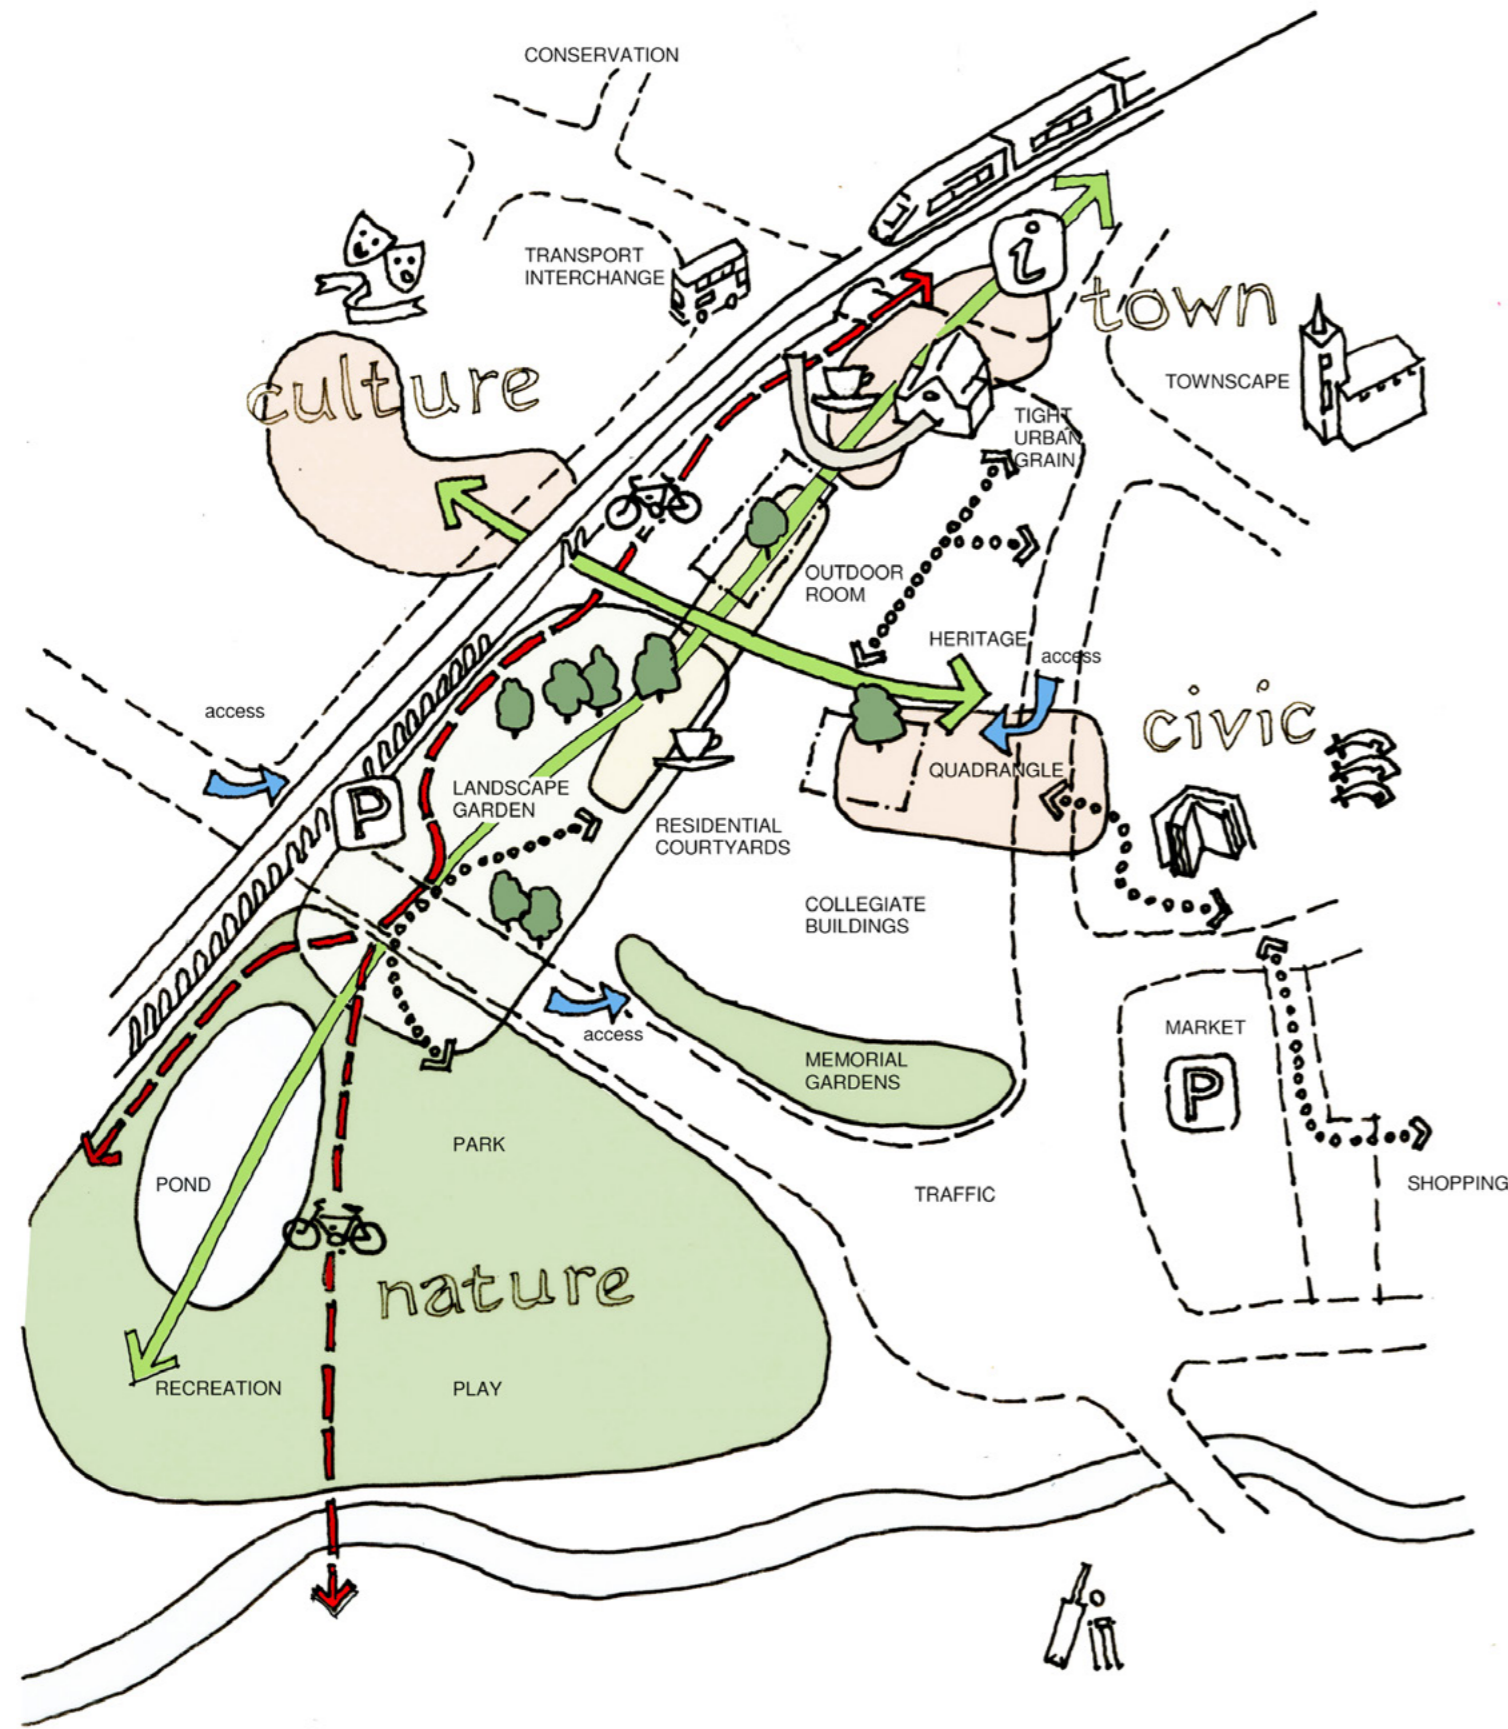 CONSERVATION
TRANSPORT
INTERCHANGE
i
town
culture
TOWNSCAPE
TIGHT
URBAN
GRAIN
OUTDOOR
ROOM
HERITAGE
access
access
civic
QUADRANGLE
P
LANDSCAPE
GARDEN
RESIDENTIAL
COURTYARDS
COLLEGIATE
BUILDINGS
access
MARKET
P
MEMORIAL
GARDENS
PARK
POND
TRAFFIC
SHOPPING
nature
RECREATION
PLAY